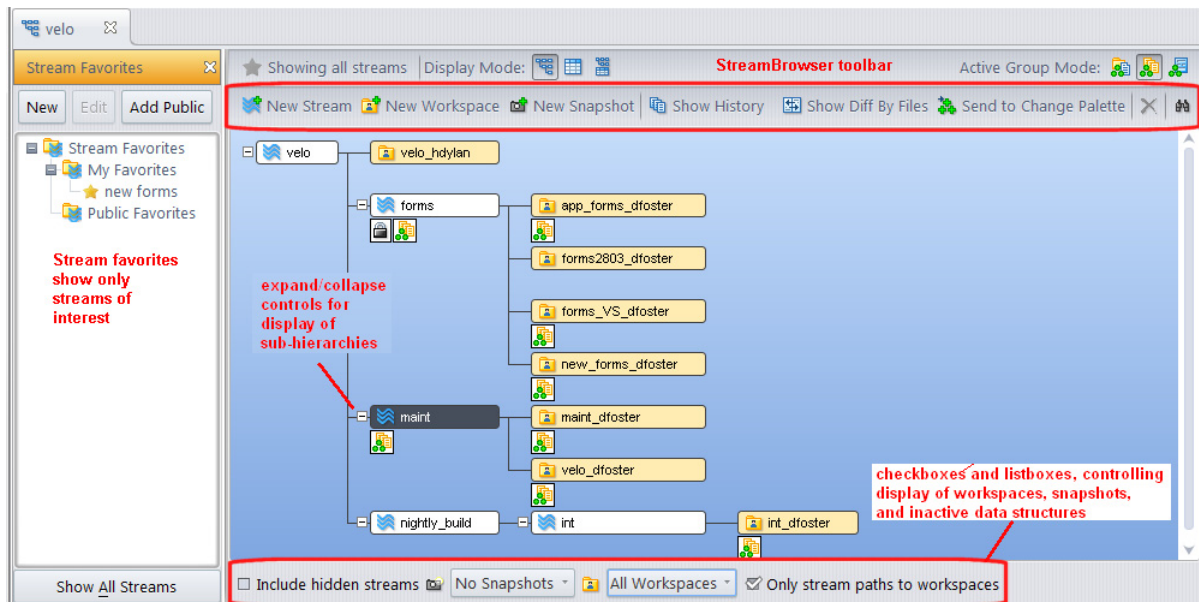 velo
Stream Favorites
Showing all streams
Display Mode:
StreamBrowser toolbar
Active Group Mode:
New
Edit
Add Public
New Stream
New Workspace
New Snapshot
Show History
Show Diff By Files
Send to Change Palette
Stream Favorites
My Favorites
new forms
Public Favorites
Stream favorites
show only
streams of
interest
velo
velo_hdylan
forms
app_forms_dfoster
forms2803_dfoster
expand/collapse
controls for
display of
sub-hierarchies
forms_VS_dfoster
new_forms_dfoster
maint
maint_dfoster
velo_dfoster
checkboxes and listboxes, controlling
display of workspaces, snapshots,
and inactive data structures
nightly_build
int
int_dfoster
Show All Streams
Include hidden streams
No Snapshots
All Workspaces
Only stream paths to workspaces